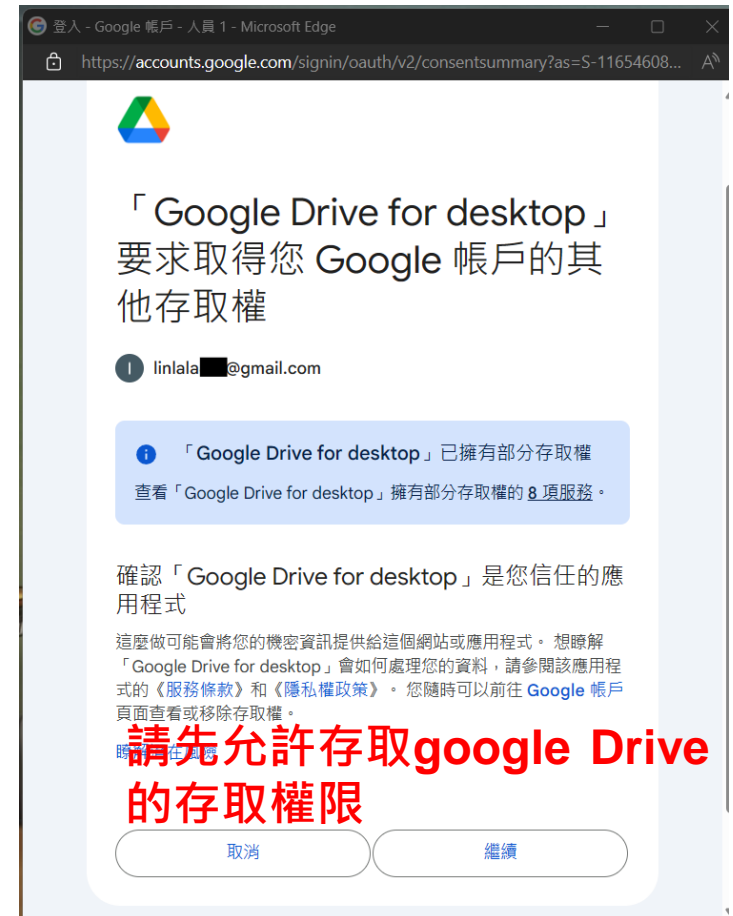 登入 - Google 帳戶 - 人員 1 - Microsoft Edge
https://accounts.google.com/signin/oauth/v2/consentsummary?as=S-11654608...
「Google Drive for desktop」
要求取得您 Google 帳戶的其
他存取權
l linlala @gmail.com
「Google Drive for desktop」已擁有部分存取權
查看「Google Drive for desktop」擁有部分存取權的 8 項服務。
確認「Google Drive for desktop」是您信任的應
用程式
這麼做可能會將您的機密資訊提供給這個網站或應用程式。 想瞭解
「Google Drive for desktop」會如何處理您的資料，請參閱該應用程
式的《服務條款》和《隱私權政策》。 您隨時可以前往 Google 帳戶
頁面查看或移除存取權。
請先允許存取google Drive
的存取權限
取消
繼續